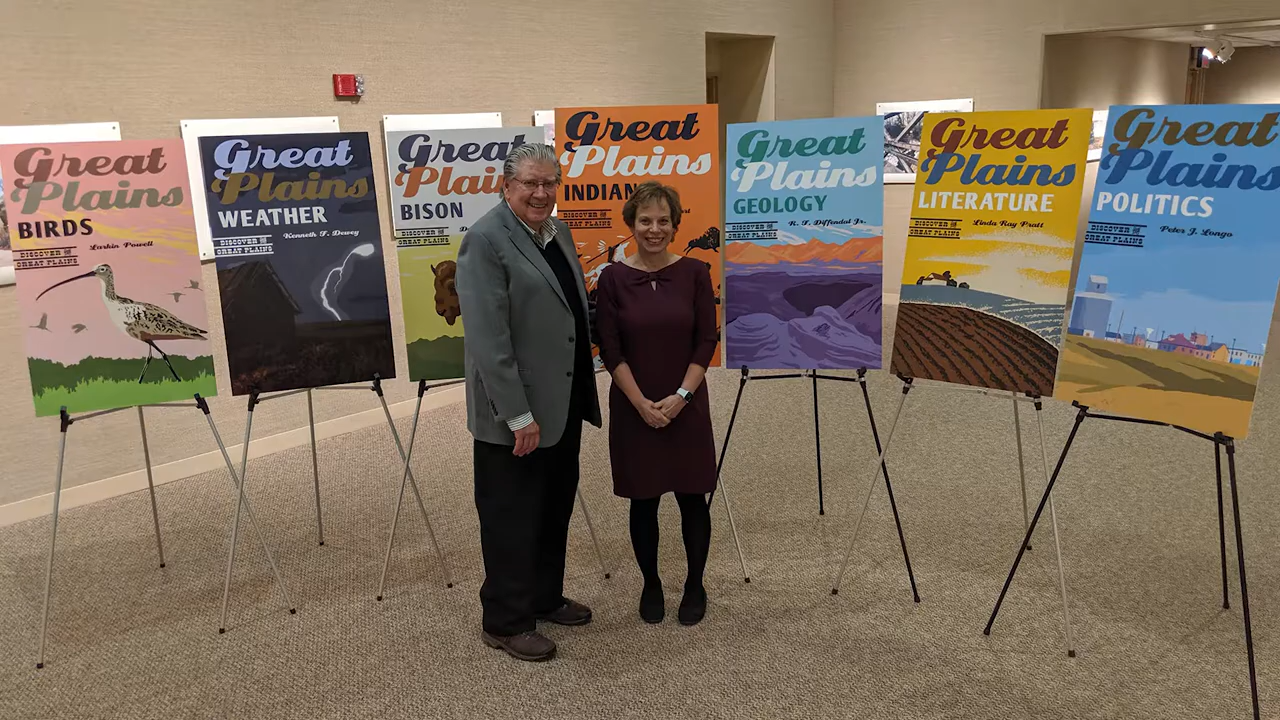 Great
Plains
BIRDS
Larkin Powell
DISCOVER THE
GREAT PLAINS
Great
Plains
WEATHER
Kenneth F. Dewey
DISCOVER THE
GREAT PLAINS
Great
Plai
BISON
D
DISCOVER THE
GREAT PLAINS
Great
Plains
INDIAN
DISCOVER THE
GREAT PLAINS
Great
Plains
GEOLOGY
R. F. Diffendal Jr.
DISCOVER THE
GREAT PLAINS
Great
Plains
LITERATURE
Linda Ray Pratt
DISCOVER THE
GREAT PLAINS
Great
Plains
POLITICS
Peter J. Longo
DISCOVER THE
GREAT PLAINS